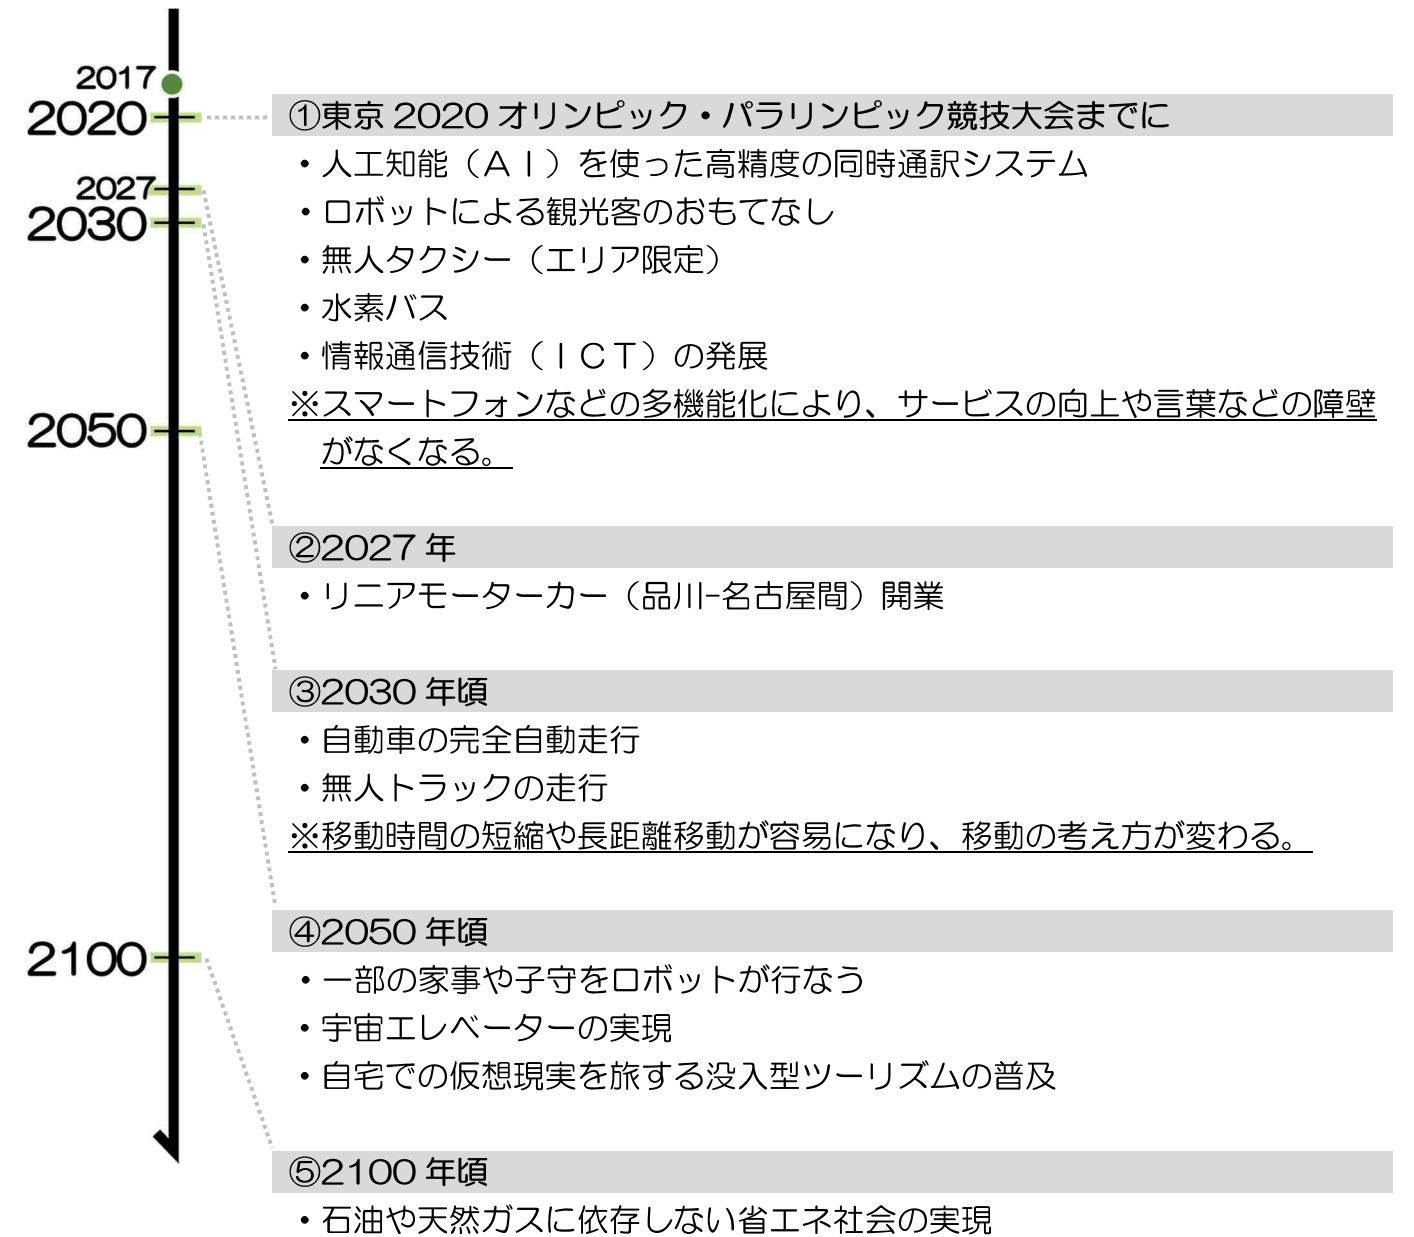 2017
2020
2027
2030
2050
2100
①東京 2020 オリンピック・パラリンピック競技大会までに
・人工知能（ＡＩ）を使った高精度の同時通訳システム
・ロボットによる観光客のおもてなし
・無人タクシー（エリア限定）
・水素バス
・情報通信技術（ＩＣＴ）の発展
※スマートフォンなどの多機能化により、サービスの向上や言葉などの障壁
がなくなる。
②2027 年
・リニアモーターカー（品川-名古屋間）開業
③2030 年頃
・自動車の完全自動走行
・無人トラックの走行
※移動時間の短縮や長距離移動が容易になり、移動の考え方が変わる。
④2050 年頃
・一部の家事や子守をロボットが行なう
・宇宙エレベーターの実現
・自宅での仮想現実を旅する没入型ツーリズムの普及
⑤2100 年頃
・石油や天然ガスに依存しない省エネ社会の実現